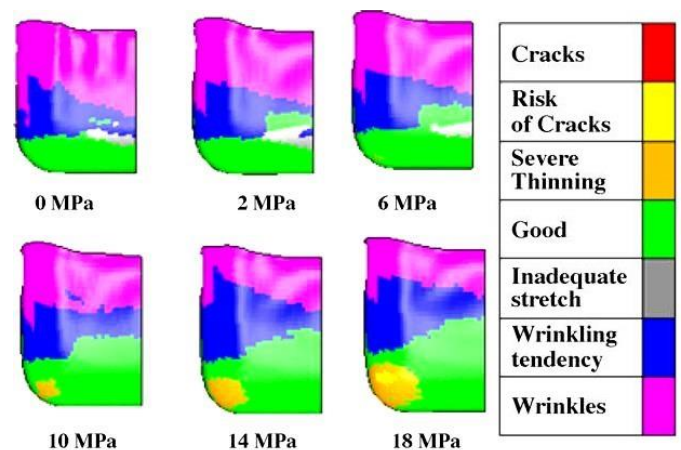 0 MPa
2 MPa
6 MPa
10 MPa
14 MPa
18 MPa
Cracks
Risk
of Cracks
Severe
Thinning
Good
Inadequate
stretch
Wrinkling
tendency
Wrinkles